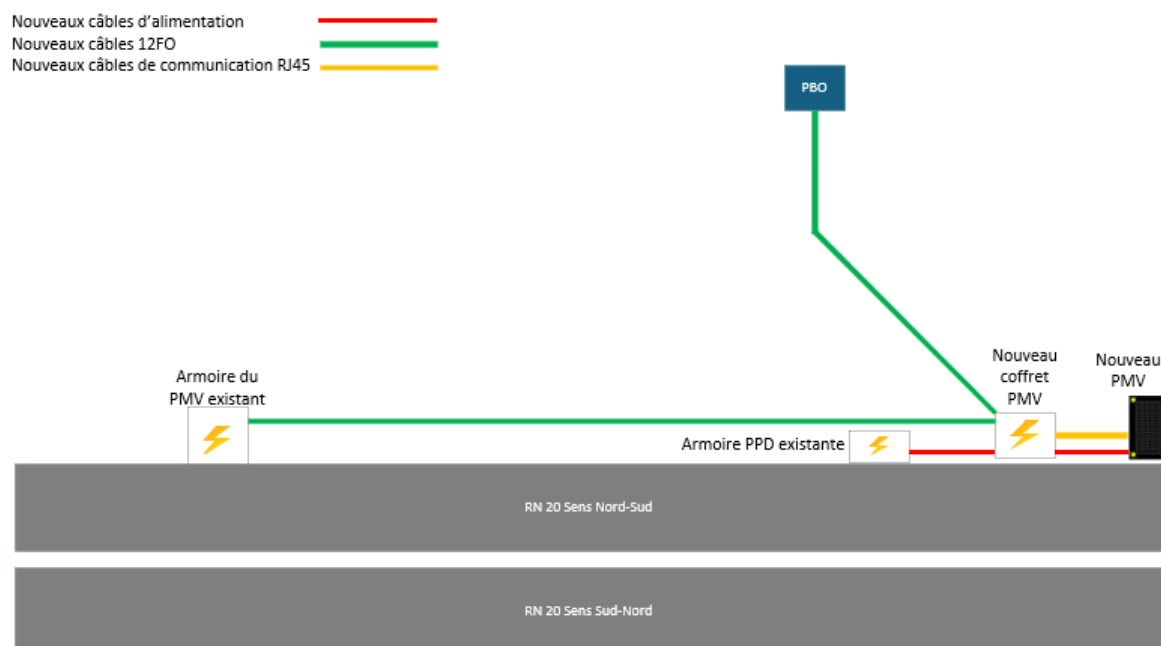 Nouveaux câbles d’alimentation
Nouveaux câbles 12FO
Nouveaux câbles de communication RJ45
PBO
Armoire du
PMV existant
Nouveau
coffret
PMV
Nouveau
PMV
Armoire PPD existante
RN 20 Sens Nord-Sud
RN 20 Sens Sud-Nord